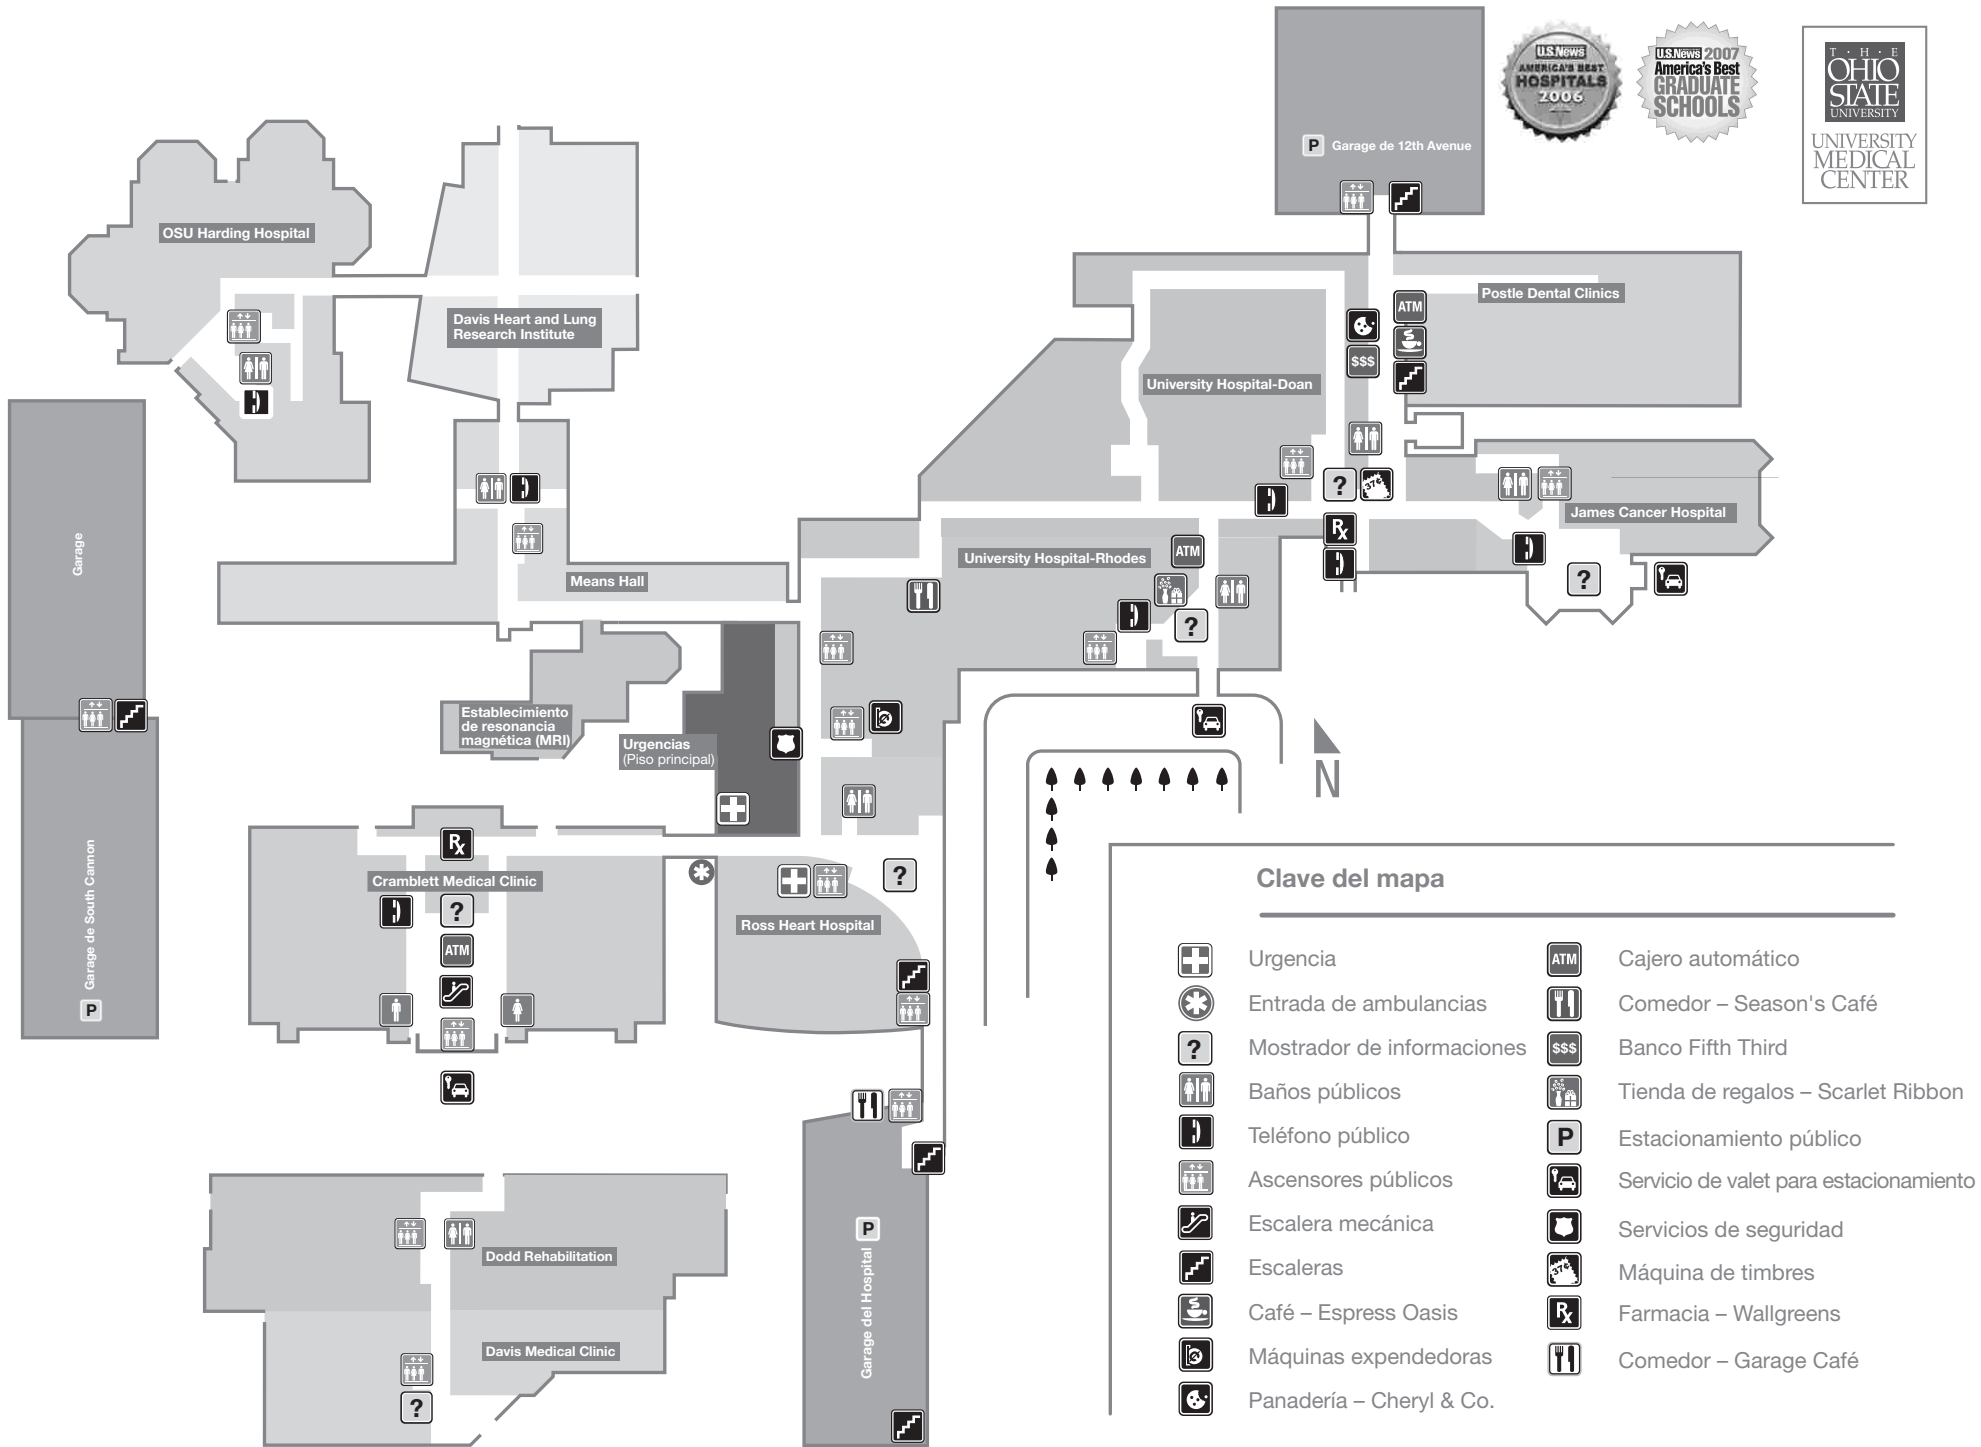 U.S.News
AMERICA'S BEST
HOSPITALS
2006
U.S.News 2007
America's Best
GRADUATE
SCHOOLS
T · H · E
OHIO
STATE
UNIVERSITY
UNIVERSITY
MEDICAL
CENTER
P Garage de 12th Avenue
OSU Harding Hospital
Davis Heart and Lung
Research Institute
Postle Dental Clinics
ATM
$$$
University Hospital-Doan
?
37¢
James Cancer Hospital
Rx
?
University Hospital-Rhodes
ATM
?
Garage
Means Hall
Establecimiento
de resonancia
magnética (MRI)
Urgencias
(Piso principal)
N
Rx
Cramblett Medical Clinic
?
ATM
?
Ross Heart Hospital
Garage de South Cannon
P
P
Garage del Hospital
Dodd Rehabilitation
Davis Medical Clinic
?
Clave del mapa
Urgencia
Entrada de ambulancias
? Mostrador de informaciones
Baños públicos
Teléfono público
Ascensores públicos
Escalera mecánica
Escaleras
Café – Espress Oasis
Máquinas expendedoras
Panadería – Cheryl & Co.
ATM Cajero automático
Comedor – Season's Café
$$$ Banco Fifth Third
Tienda de regalos – Scarlet Ribbon
P Estacionamiento público
Servicio de valet para estacionamiento
Servicios de seguridad
37¢ Máquina de timbres
Rx Farmacia – Wallgreens
Comedor – Garage Café